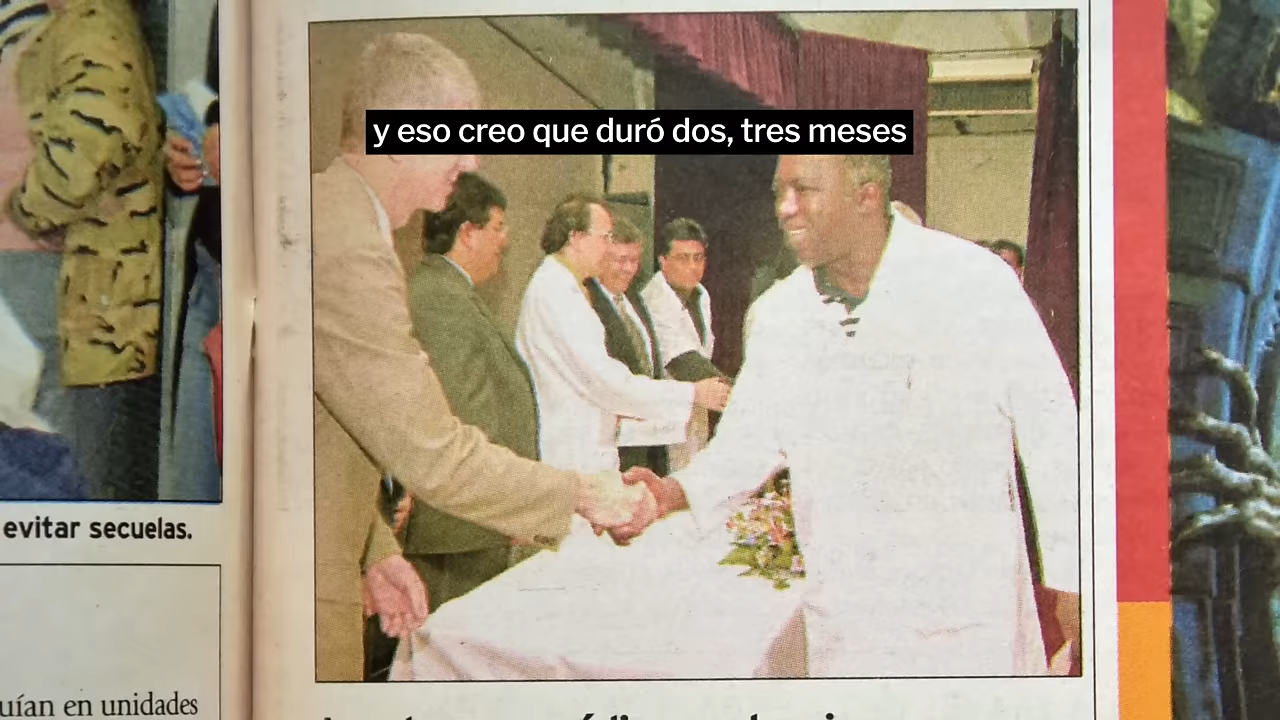 y eso creo que duró dos, tres meses
evitar secuelas.
uían en unidades